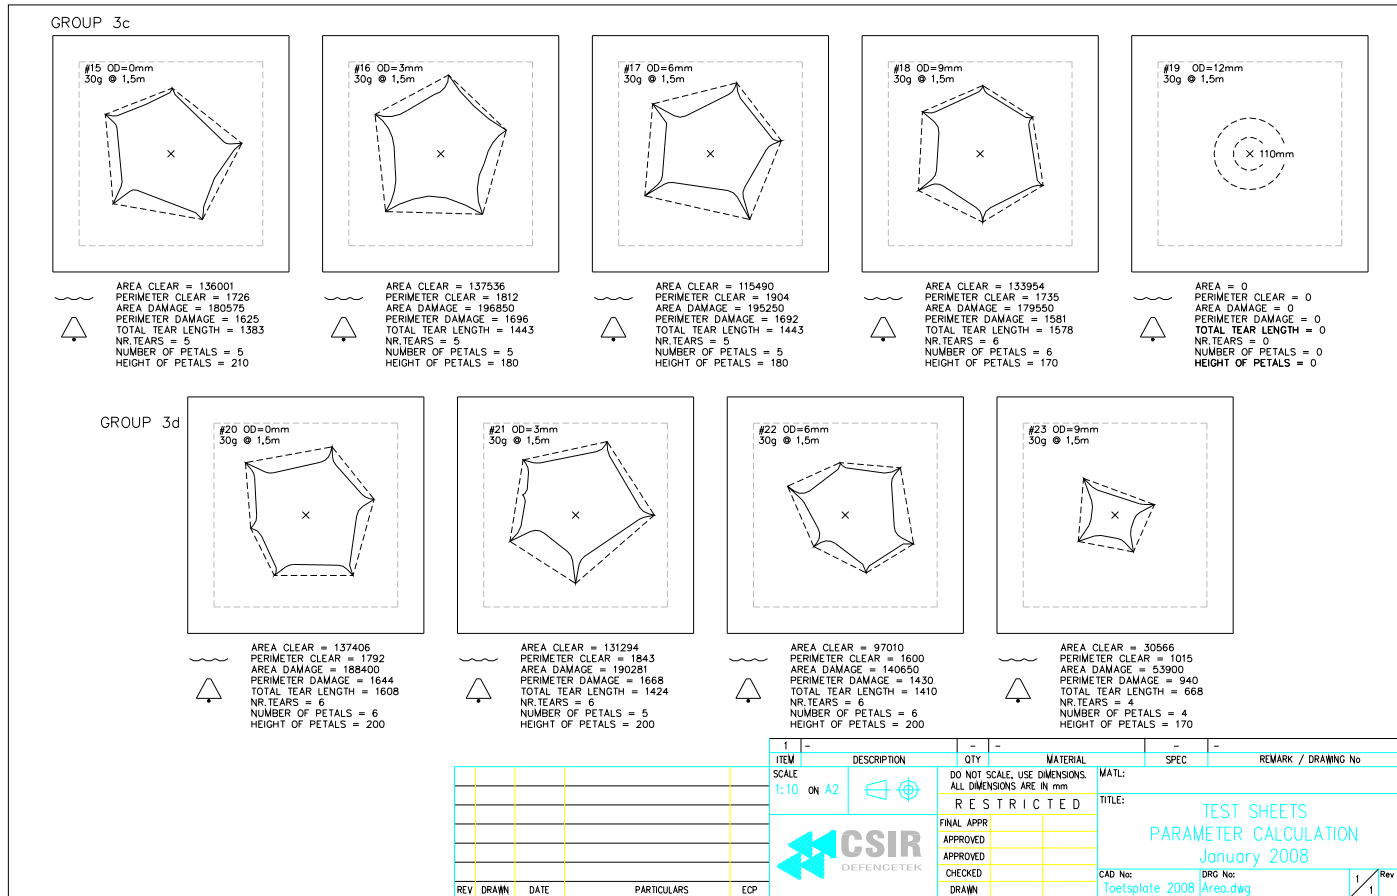 GROUP 3c
#15 OD=0mm
30g @ 1,5m
AREA CLEAR = 136001
PERIMETER CLEAR = 1726
AREA DAMAGE = 180575
PERIMETER DAMAGE = 1625
TOTAL TEAR LENGTH = 1383
NR.TEARS = 5
NUMBER OF PETALS = 5
HEIGHT OF PETALS = 210
#16 OD=3mm
30g @ 1,5m
AREA CLEAR = 137536
PERIMETER CLEAR = 1812
AREA DAMAGE = 196850
PERIMETER DAMAGE = 1696
TOTAL TEAR LENGTH = 1443
NR.TEARS = 5
NUMBER OF PETALS = 5
HEIGHT OF PETALS = 180
#17 OD=6mm
30g @ 1,5m
AREA CLEAR = 115490
PERIMETER CLEAR = 1904
AREA DAMAGE = 195250
PERIMETER DAMAGE = 1692
TOTAL TEAR LENGTH = 1443
NR.TEARS = 5
NUMBER OF PETALS = 5
HEIGHT OF PETALS = 180
#18 OD=9mm
30g @ 1,5m
AREA CLEAR = 133954
PERIMETER CLEAR = 1735
AREA DAMAGE = 179550
PERIMETER DAMAGE = 1581
TOTAL TEAR LENGTH = 1578
NR.TEARS = 6
NUMBER OF PETALS = 6
HEIGHT OF PETALS = 170
#19 OD=12mm
30g @ 1,5m
110mm
AREA = 0
PERIMETER CLEAR = 0
AREA DAMAGE = 0
PERIMETER DAMAGE = 0
TOTAL TEAR LENGTH = 0
NR.TEARS = 0
NUMBER OF PETALS = 0
HEIGHT OF PETALS = 0
GROUP 3d
#20 OD=0mm
30g @ 1,5m
AREA CLEAR = 137406
PERIMETER CLEAR = 1792
AREA DAMAGE = 188400
PERIMETER DAMAGE = 1644
TOTAL TEAR LENGTH = 1608
NR.TEARS = 6
NUMBER OF PETALS = 6
HEIGHT OF PETALS = 200
#21 OD=3mm
30g @ 1,5m
AREA CLEAR = 131294
PERIMETER CLEAR = 1843
AREA DAMAGE = 190281
PERIMETER DAMAGE = 1668
TOTAL TEAR LENGTH = 1424
NR.TEARS = 6
NUMBER OF PETALS = 5
HEIGHT OF PETALS = 200
#22 OD=6mm
30g @ 1,5m
AREA CLEAR = 97010
PERIMETER CLEAR = 1600
AREA DAMAGE = 140650
PERIMETER DAMAGE = 1430
TOTAL TEAR LENGTH = 1410
NR.TEARS = 6
NUMBER OF PETALS = 6
HEIGHT OF PETALS = 200
#23 OD=9mm
30g @ 1,5m
AREA CLEAR = 30566
PERIMETER CLEAR = 1015
AREA DAMAGE = 53900
PERIMETER DAMAGE = 940
TOTAL TEAR LENGTH = 668
NR.TEARS = 4
NUMBER OF PETALS = 4
HEIGHT OF PETALS = 170
1 - - - - -
ITEM DESCRIPTION QTY MATERIAL SPEC REMARK / DRAWING No
SCALE
1:10 ON A2
DO NOT SCALE, USE DIMENSIONS.
ALL DIMENSIONS ARE IN mm
RESTRICTED
MATL:
TITLE:
TEST SHEETS
PARAMETER CALCULATION
January 2008
CSIR
DEFENCETEK
FINAL APPR
APPROVED
APPROVED
CHECKED
DRAWN
CAD No:
Toetsplate 2008
DRG No:
Area.dwg
1/1
Rev
REV DRAWN DATE PARTICULARS ECP